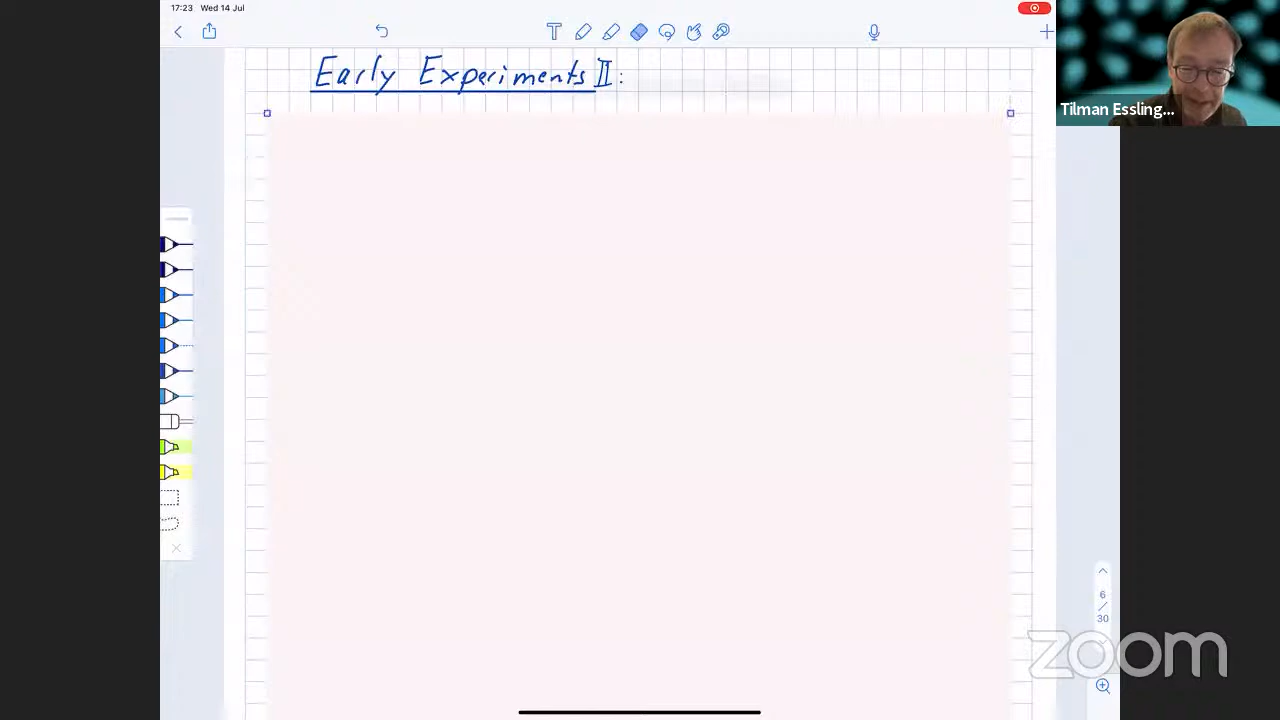 17:23 Wed 14 Jul
Early Experiments II:
Tilman Essling...
6
/
30
zoom